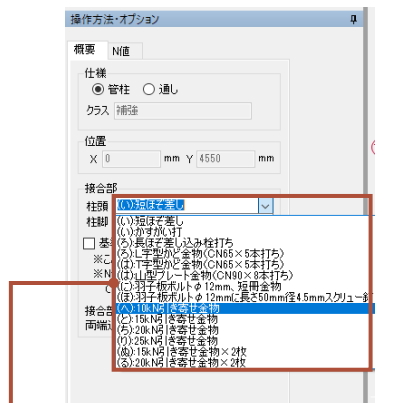 操作方法・オプション
概要 N値
仕様
管柱 通し
クラス 補強
位置
X 0 mm Y 4550 mm
接合部
柱頭 (い):短ほぞ差し
柱脚 (い):短ほぞ差し
(い):かすがい打
基 (ろ):長ほぞ差し込み栓打ち
(ろ):L字型かど金物(CN65×5本打ち)
(は):T字型かど金物(CN65×5本打ち)
(は):山型プレート金物(CN90×8本打ち)
(に):羽子板ボルトφ12mm、短冊金物
(ほ):羽子板ボルトφ12mmに長さ50mm径4.5mmスクリュー釘
(へ):10kN引き寄せ金物
接合部 (と):15kN引き寄せ金物
両端 (ち):20kN引き寄せ金物
(り):25kN引き寄せ金物
(ぬ):15kN引き寄せ金物×2枚
(る):20kN引き寄せ金物×2枚